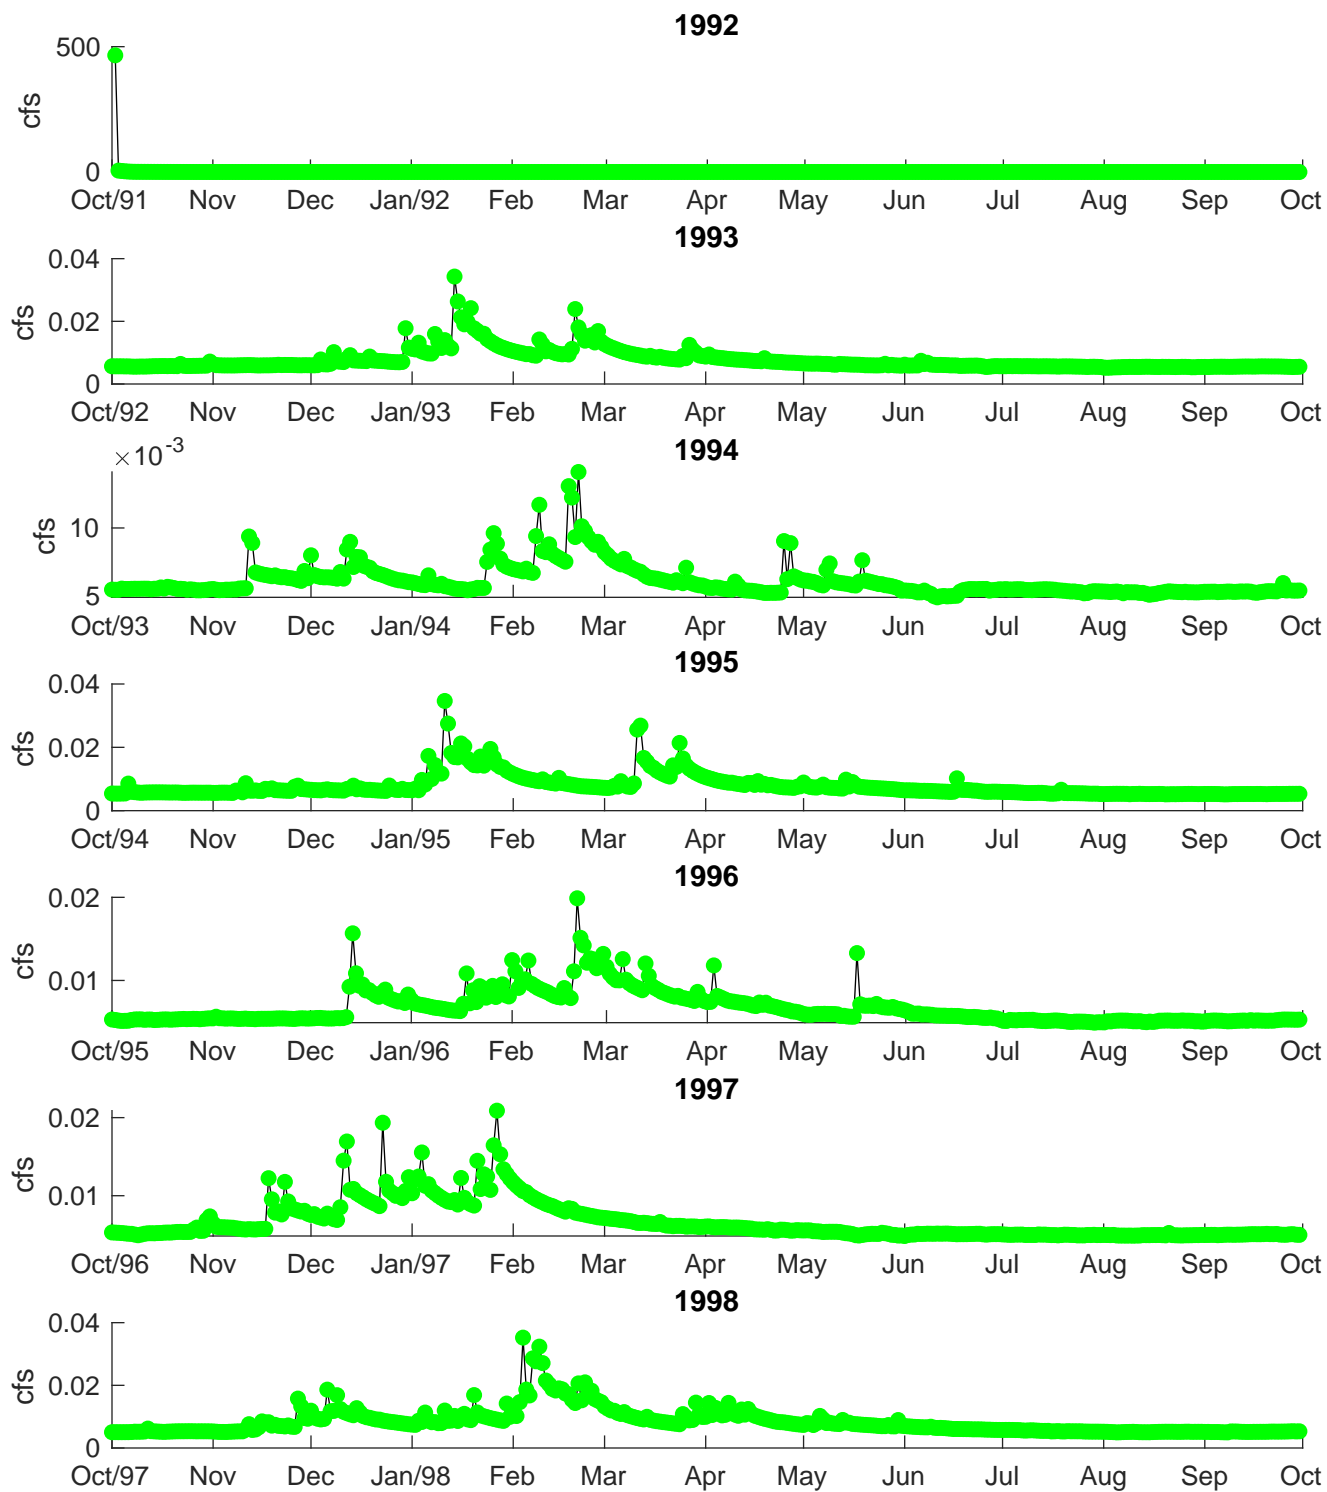 1992
500
cfs
0
Oct/91 Nov Dec Jan/92 Feb Mar Apr May Jun Jul Aug Sep Oct
1993
0.04
cfs
0.02
0
Oct/92 Nov Dec Jan/93 Feb Mar Apr May Jun Jul Aug Sep Oct
×10^-3
1994
10
cfs
5
Oct/93 Nov Dec Jan/94 Feb Mar Apr May Jun Jul Aug Sep Oct
1995
0.04
cfs
0.02
0
Oct/94 Nov Dec Jan/95 Feb Mar Apr May Jun Jul Aug Sep Oct
1996
0.02
cfs
0.01
Oct/95 Nov Dec Jan/96 Feb Mar Apr May Jun Jul Aug Sep Oct
1997
0.02
cfs
0.01
Oct/96 Nov Dec Jan/97 Feb Mar Apr May Jun Jul Aug Sep Oct
1998
0.04
cfs
0.02
0
Oct/97 Nov Dec Jan/98 Feb Mar Apr May Jun Jul Aug Sep Oct